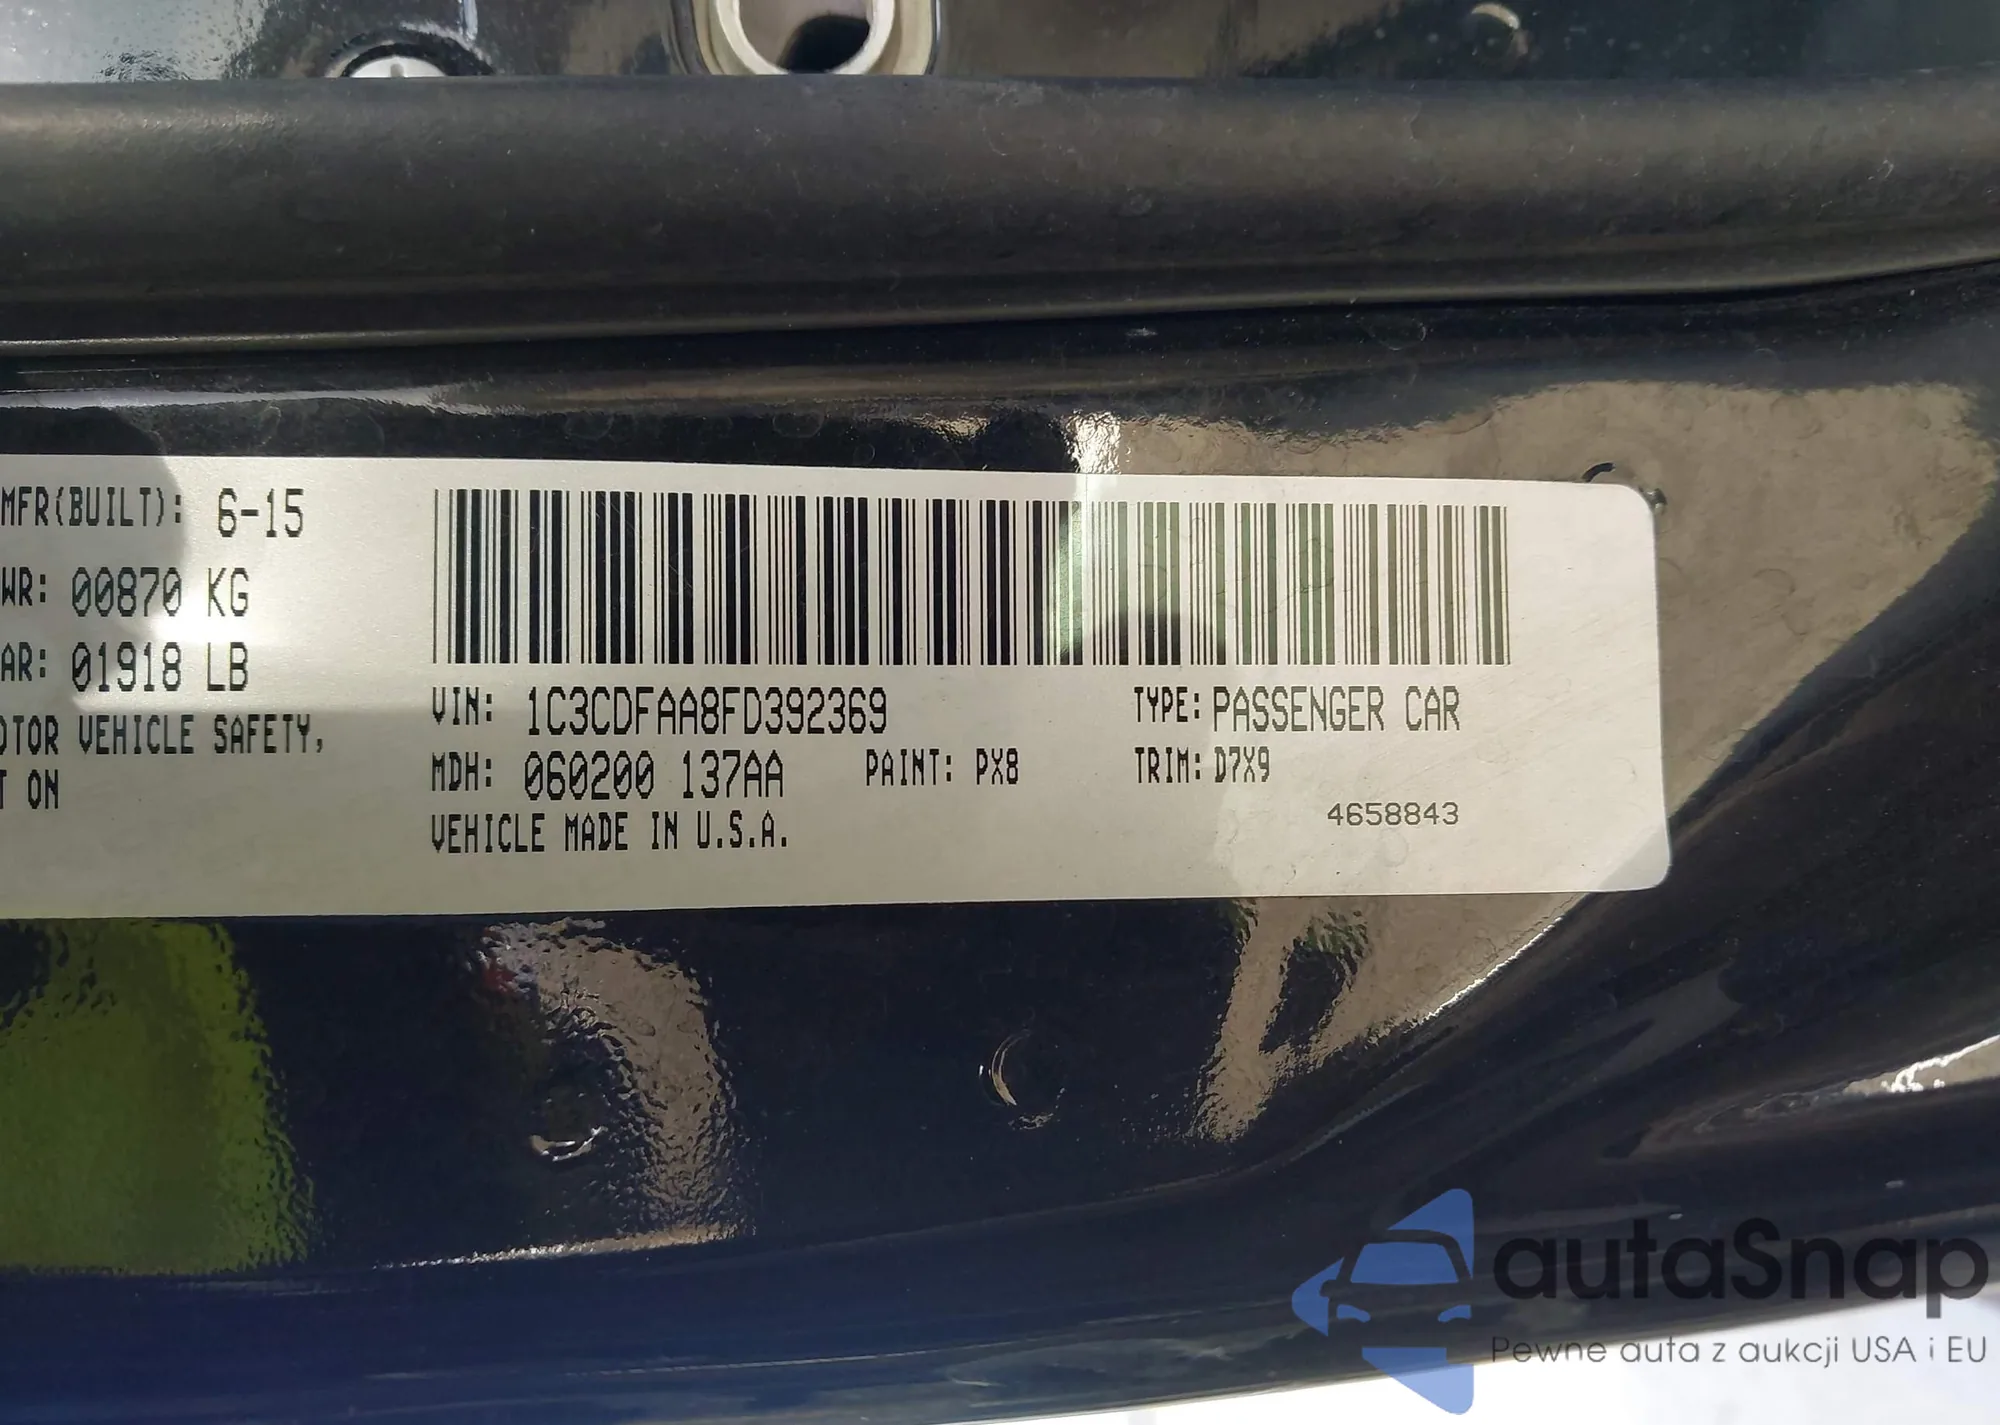 MFR(BUILT): 6-15
WR: 00870 KG
AR: 01918 LB
OTOR VEHICLE SAFETY,
T ON
VIN: 1C3CDFAA8FD392369 TYPE: PASSENGER CAR
MDH: 060200 137AA PAINT: PX8 TRIM: D7X9
VEHICLE MADE IN U.S.A. 4658843
autaSnap
Pewne auta z aukcji USA i EU